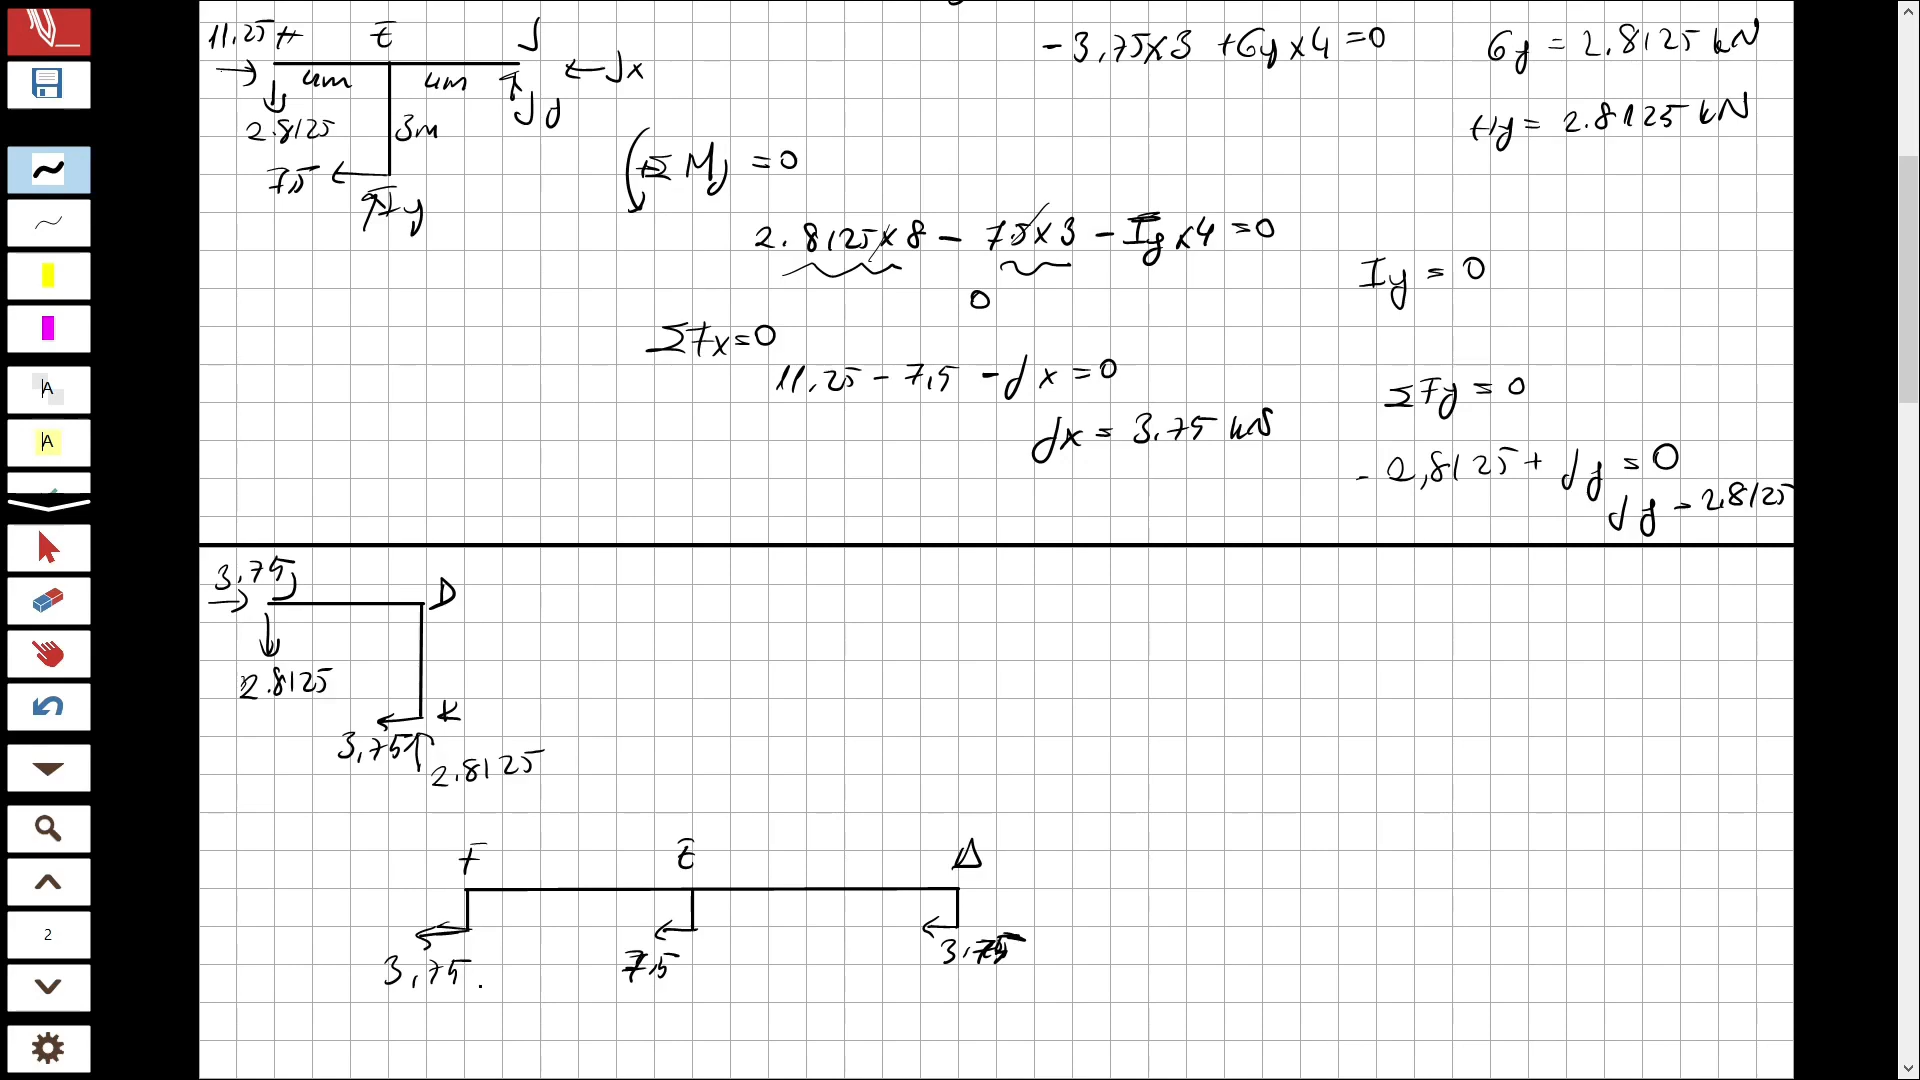 11.25 H E J
-3.75x3 +Gy x4 =0 Gy = 2.8125 kN
4m 4m Jx
Jy
2.8125 3m Hy = 2.8125 kN
7.5
Iy
+Σ MJ = 0
2.8125x8 - 7.5x3 - Iy x4 =0
Iy = 0
0
ΣFx=0
11.25 - 7.5 - Jx =0
ΣFy = 0
Jx = 3.75 kN
- 2,8125 + Jy = 0
Jy = 2.8125
3.75 J D
2.8125
K
3,75
2.8125
F E D
3,75. 7,5 3,75
A
A
2